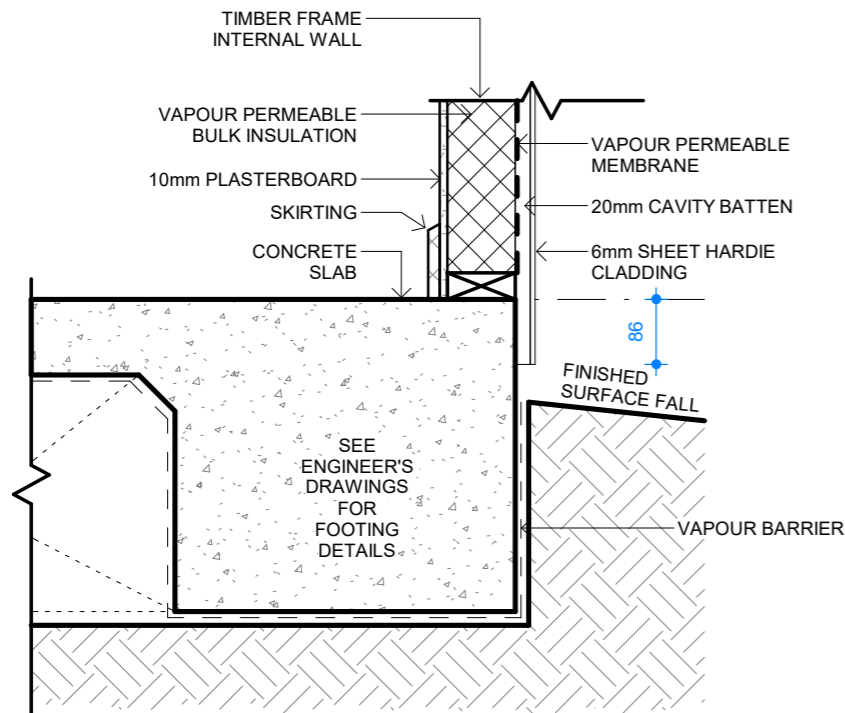 TIMBER FRAME
INTERNAL WALL
VAPOUR PERMEABLE
BULK INSULATION
10mm PLASTERBOARD
SKIRTING
CONCRETE
SLAB
VAPOUR PERMEABLE
MEMBRANE
20mm CAVITY BATTEN
6mm SHEET HARDIE
CLADDING
86
FINISHED
SURFACE FALL
SEE
ENGINEER'S
DRAWINGS
FOR
FOOTING
DETAILS
VAPOUR BARRIER